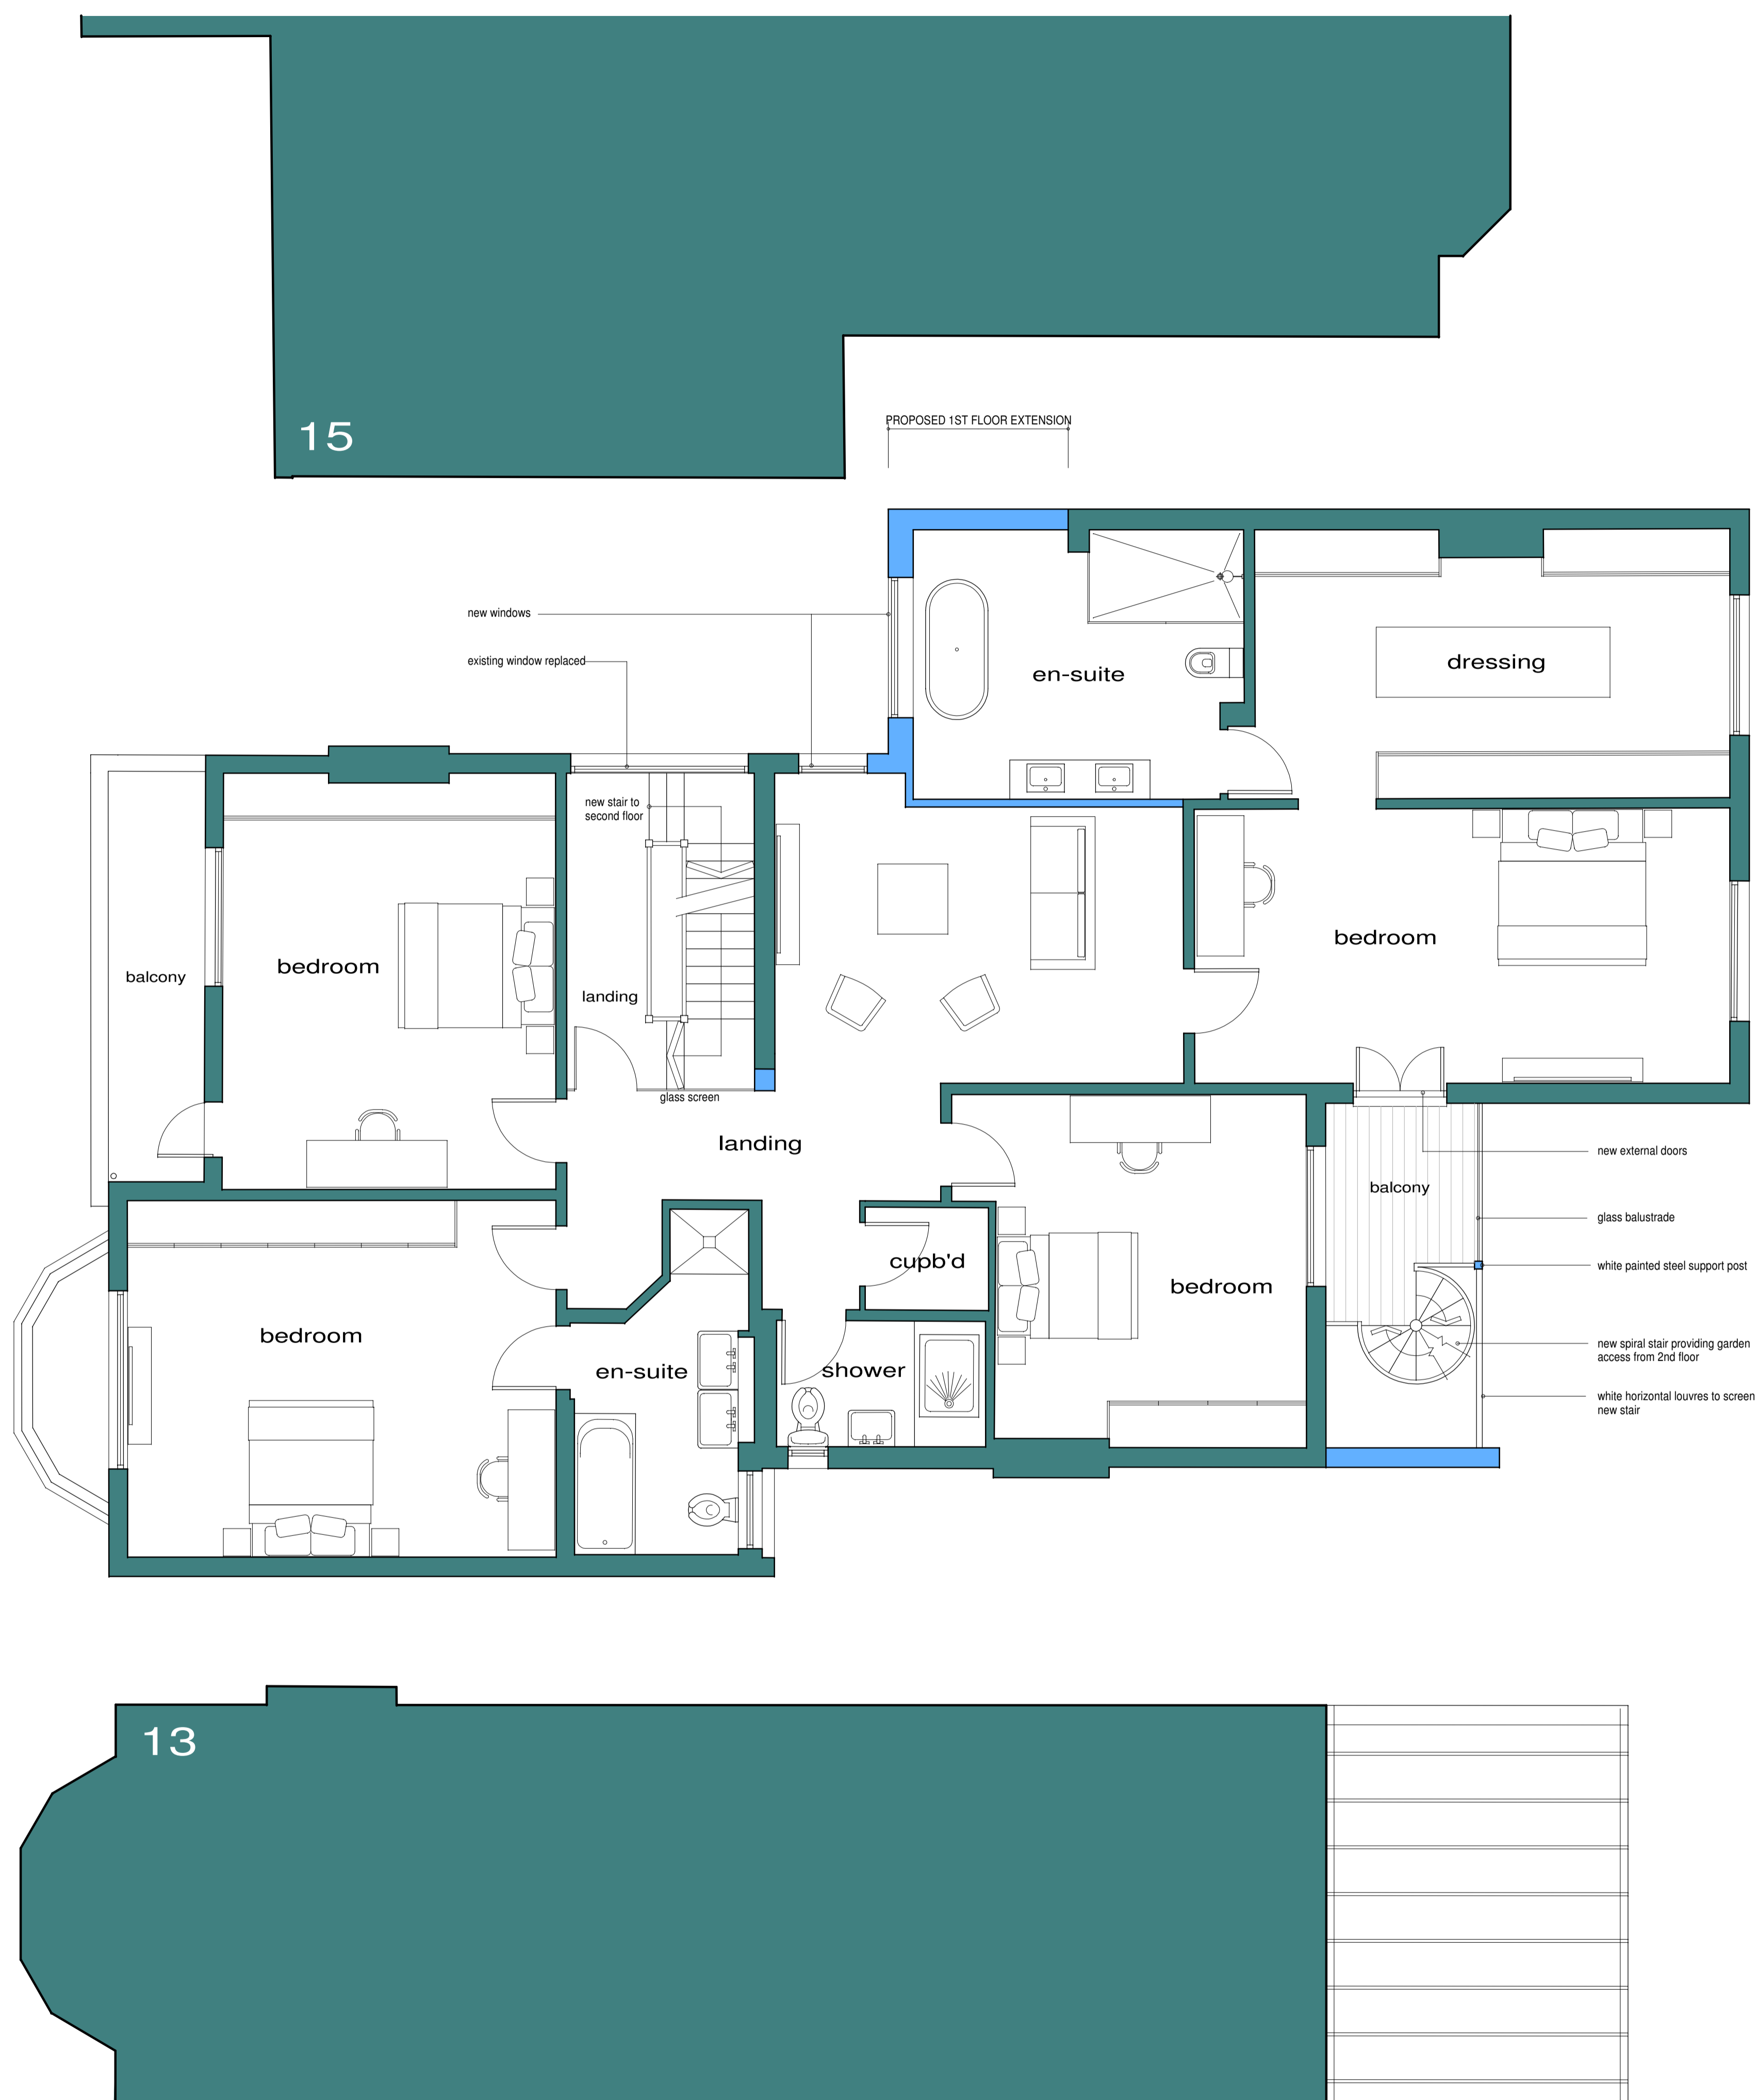 15
PROPOSED 1ST FLOOR EXTENSION
new windows
existing window replaced
en-suite
dressing
new stair to
second floor
bedroom
balcony
bedroom
landing
glass screen
landing
new external doors
balcony
glass balustrade
cupb'd
white painted steel support post
bedroom
bedroom
new spiral stair providing garden
access from 2nd floor
en-suite
shower
white horizontal louvres to screen
new stair
13